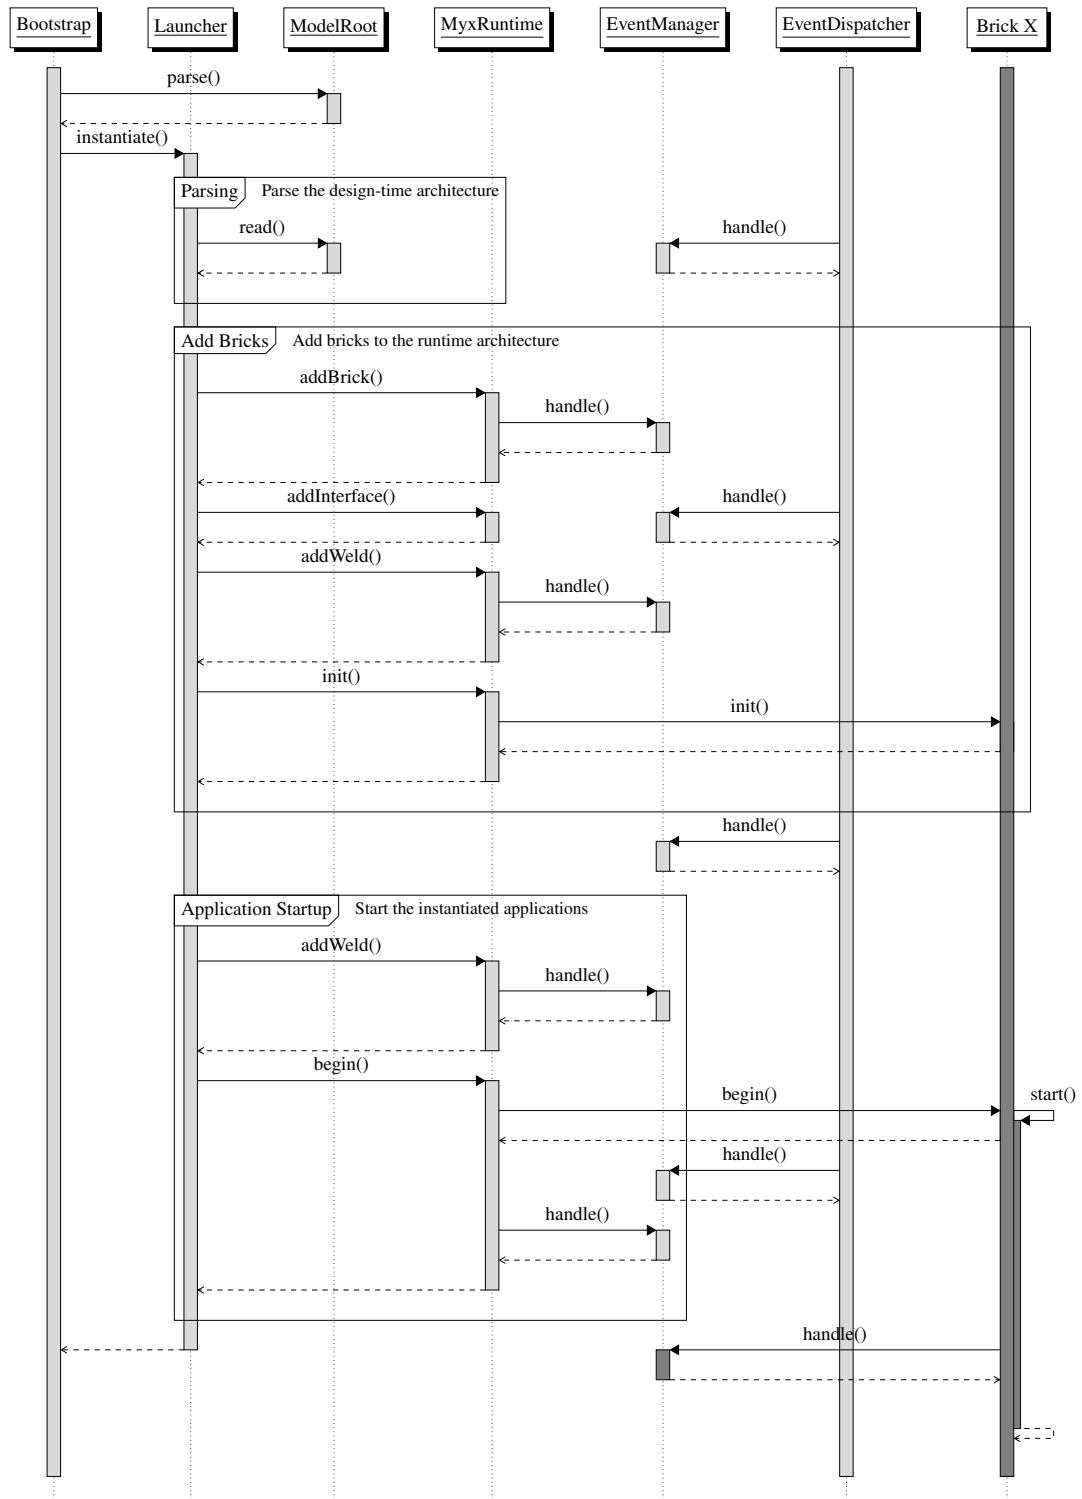 Bootstrap Launcher ModelRoot MyxRuntime EventManager EventDispatcher Brick X
parse()
instantiate()
Parsing Parse the design-time architecture
read() handle()
Add Bricks Add bricks to the runtime architecture
addBrick()
handle()
addInterface() handle()
addWeld()
handle()
init()
init()
handle()
Application Startup Start the instantiated applications
addWeld()
handle()
begin()
begin() start()
handle()
handle()
handle()